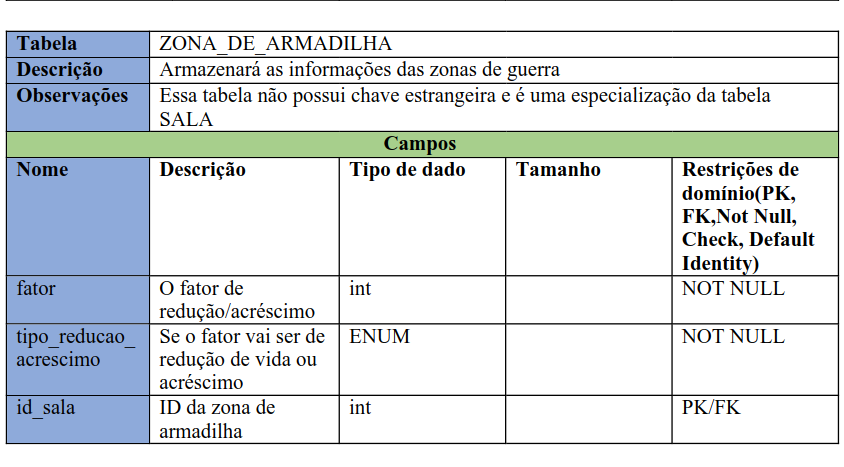 Tabela ZONA_DE_ARMADILHA
Descrição Armazenará as informações das zonas de guerra
Observações Essa tabela não possui chave estrangeira e é uma especialização da tabela
SALA
Campos
Nome Descrição Tipo de dado Tamanho Restrições de
domínio(PK,
FK,Not Null,
Check, Default
Identity)
fator O fator de int NOT NULL
redução/acréscimo
tipo_reducao_ Se o fator vai ser de ENUM NOT NULL
acrescimo redução de vida ou
acréscimo
id_sala ID da zona de int PK/FK
armadilha